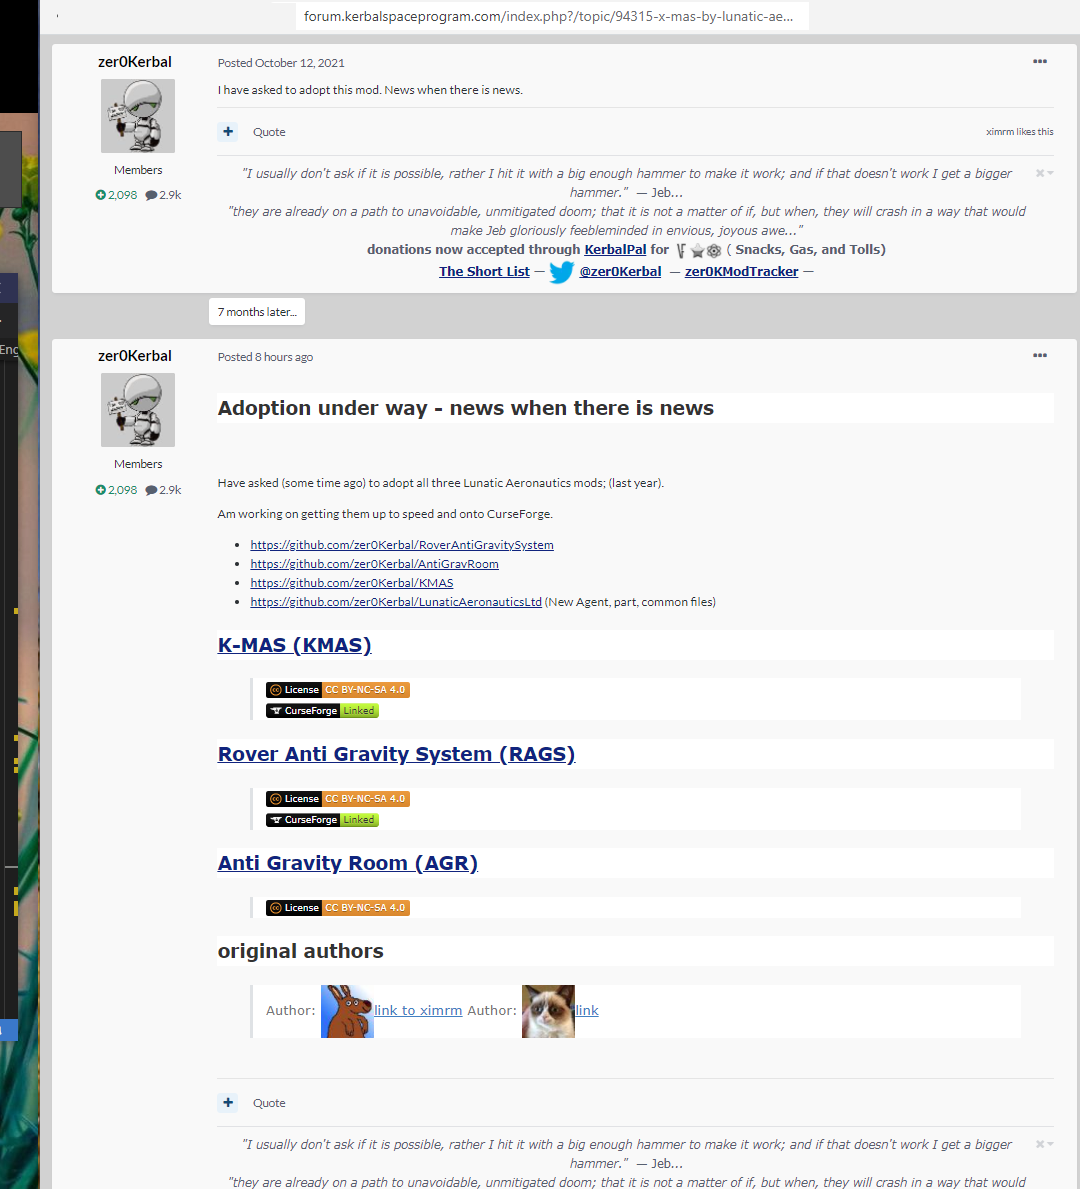 forum.kerbalspaceprogram.com/index.php?/topic/94315-x-mas-by-lunatic-ae...
zer0Kerbal
Posted October 12, 2021
I have asked to adopt this mod. News when there is news.
+ Quote
ximrm likes this
Members
2,098 2.9k
"I usually don't ask if it is possible, rather I hit it with a big enough hammer to make it work; and if that doesn't work I get a bigger
hammer." — Jeb...
"they are already on a path to unavoidable, unmitigated doom; that it is not a matter of if, but when, they will crash in a way that would
make Jeb gloriously feebleminded in envious, joyous awe..."
donations now accepted through KerbalPal for ( Snacks, Gas, and Tolls)
The Short List — @zer0Kerbal — zer0KModTracker —
7 months later...
Eng
zer0Kerbal
Posted 8 hours ago
Members
2,098 2.9k
Adoption under way - news when there is news
Have asked (some time ago) to adopt all three Lunatic Aeronautics mods; (last year).
Am working on getting them up to speed and onto CurseForge.
• https://github.com/zer0Kerbal/RoverAntiGravitySystem
• https://github.com/zer0Kerbal/AntiGravRoom
• https://github.com/zer0Kerbal/KMAS
• https://github.com/zer0Kerbal/LunaticAeronauticsLtd (New Agent, part, common files)
K-MAS (KMAS)
License CC BY-NC-SA 4.0
CurseForge Linked
Rover Anti Gravity System (RAGS)
License CC BY-NC-SA 4.0
CurseForge Linked
Anti Gravity Room (AGR)
License CC BY-NC-SA 4.0
original authors
Author: link to ximrm Author: link
+ Quote
"I usually don't ask if it is possible, rather I hit it with a big enough hammer to make it work; and if that doesn't work I get a bigger
hammer." — Jeb...
"they are already on a path to unavoidable, unmitigated doom; that it is not a matter of if, but when, they will crash in a way that would